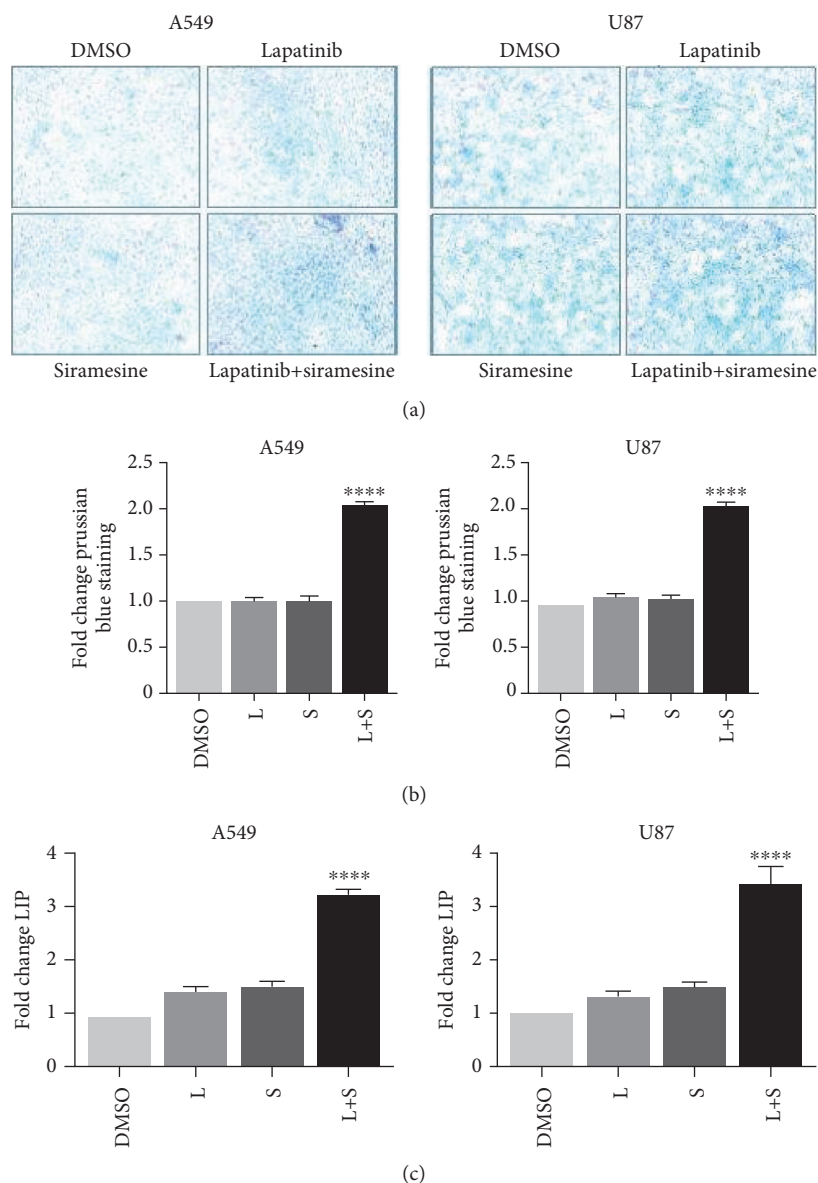 A549
U87
DMSO
Lapatinib
DMSO
Lapatinib
Siramesine
Lapatinib+siramesine
Siramesine
Lapatinib+siramesine
(a)
A549
Fold change prussian
blue staining
2.5
2.0
1.5
1.0
0.5
0
****
DMSO
L
S
L+S
U87
Fold change prussian
blue staining
2.5
2.0
1.5
1.0
0.5
0
****
DMSO
L
S
L+S
(b)
A549
Fold change LIP
4
3
2
1
0
****
DMSO
L
S
L+S
U87
Fold change LIP
4
3
2
1
0
****
DMSO
L
S
L+S
(c)